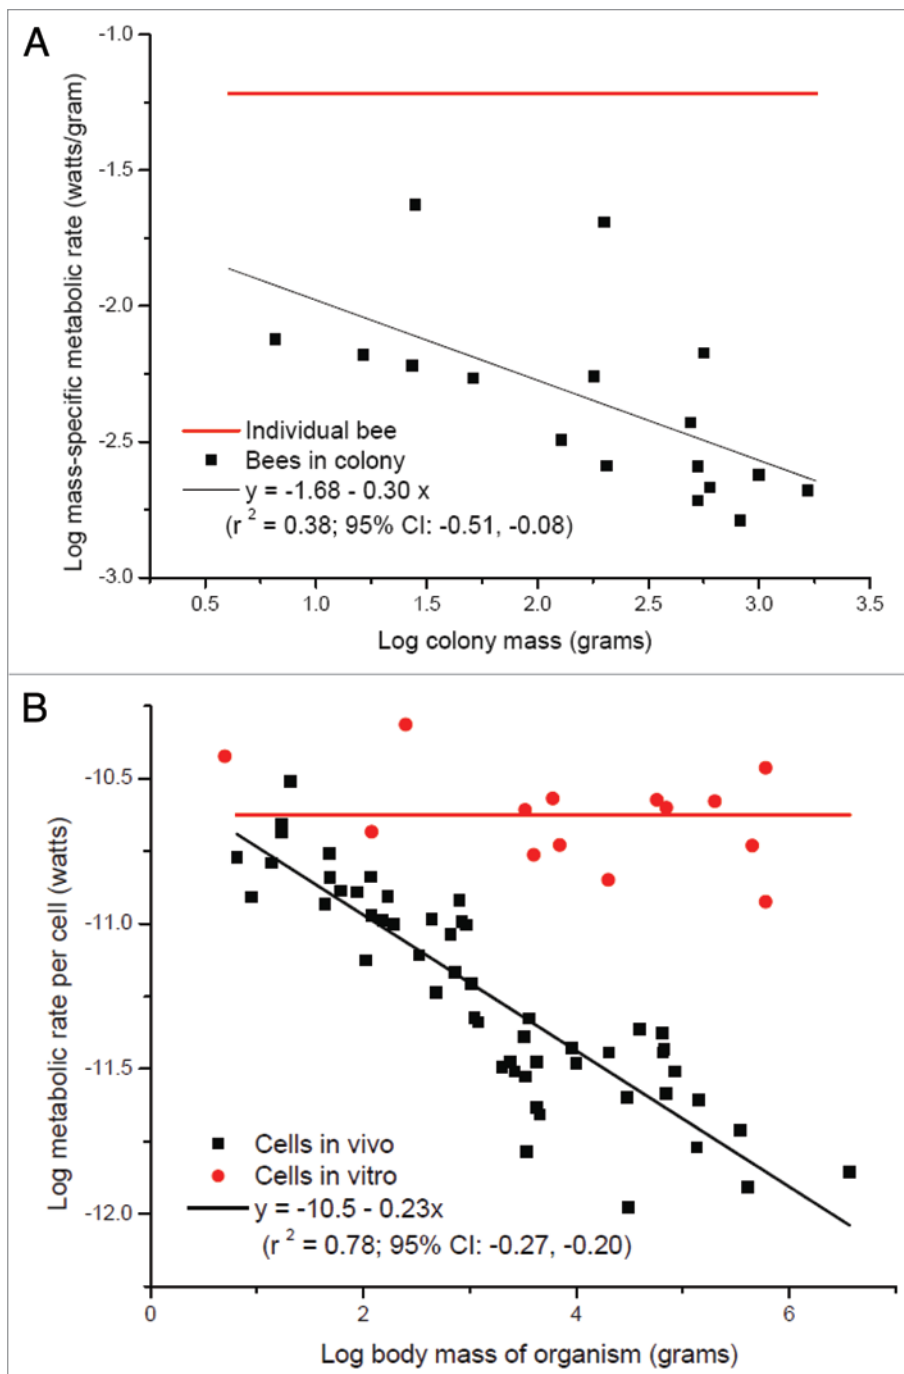 A
Log mass-specific metabolic rate (watts/gram)
-1.0
-1.5
-2.0
-2.5
-3.0
Individual bee
Bees in colony
y = -1.68 - 0.30 x
(r 2 = 0.38; 95% CI: -0.51, -0.08)
0.5 1.0 1.5 2.0 2.5 3.0 3.5
Log colony mass (grams)
B
Log metabolic rate per cell (watts)
-10.5
-11.0
-11.5
-12.0
Cells in vivo
Cells in vitro
y = -10.5 - 0.23x
(r 2 = 0.78; 95% CI: -0.27, -0.20)
0 2 4 6
Log body mass of organism (grams)